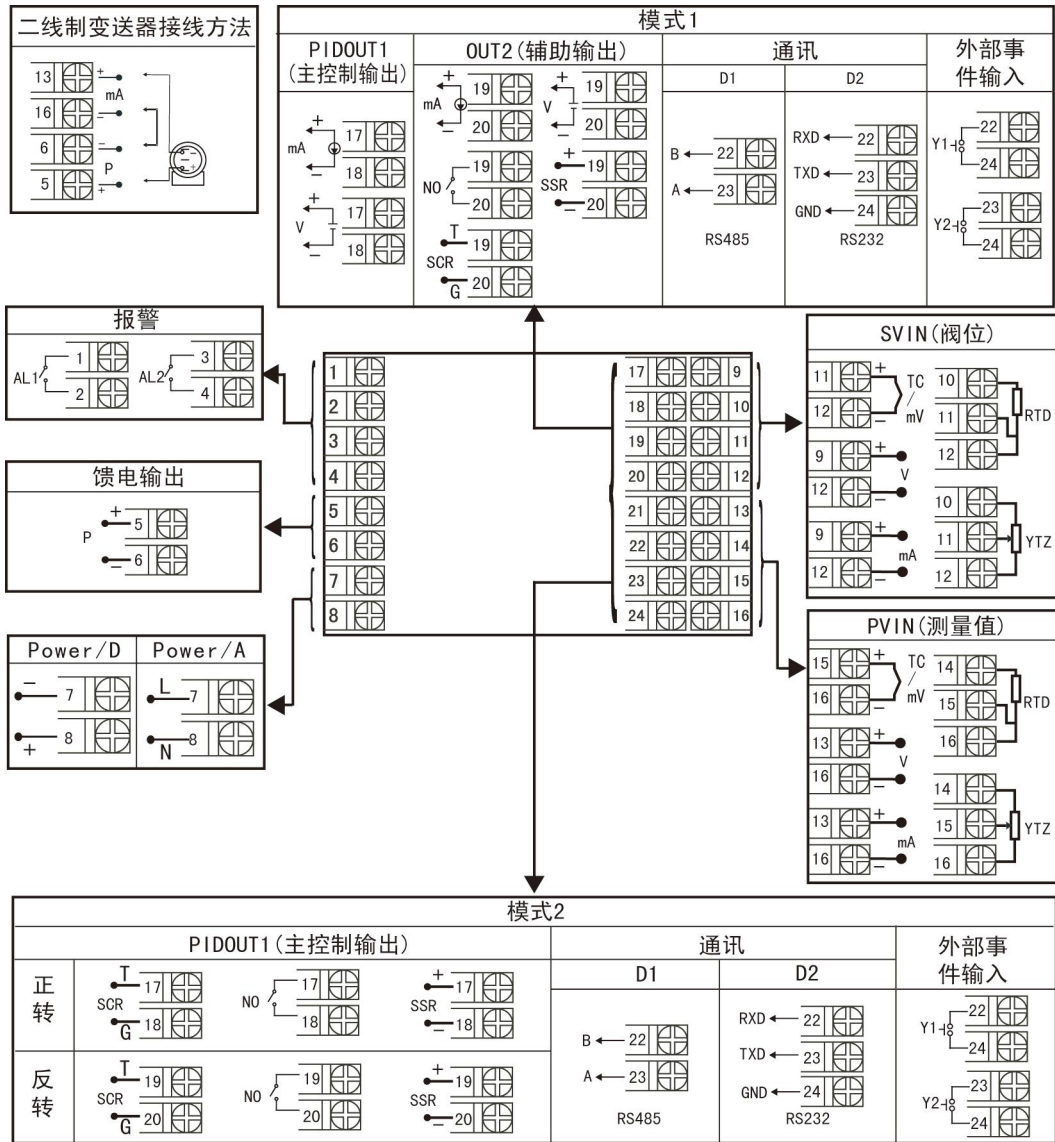 二线制变送器接线方法
13 +
mA
16 -
6 -
P
5 +
模式1
PIDOUT1
(主控制输出)
+
mA 17
- 18
+
V 17
- 18
OUT2(辅助输出)
+ 19
mA
- 20
+ 19
V
- 20
19
NO
20
+ 19
SSR
- 20
T 19
SCR
G 20
通讯
D1
B 22
A 23
RS485
D2
RXD 22
TXD 23
GND 24
RS232
外部事
件输入
22
Y1
24
23
Y2
24
报警
1
AL1
2
3
AL2
4
馈电输出
+ 5
P
- 6
Power/D
- 7
+ 8
Power/A
L 7
N 8
1
2
3
4
5
6
7
8
17 9
18 10
19 11
20 12
21 13
22 14
23 15
24 16
SVIN(阀位)
11 + TC
/
12 - mV
10
11 RTD
12
9 +
V
12 -
10
11 YTZ
12
9 +
mA
12 -
PVIN(测量值)
15 + TC
/
16 - mV
14
15 RTD
16
13 +
V
16 -
14
15 YTZ
16
13 +
mA
16 -
模式2
PIDOUT1(主控制输出)
正
转
T 17
SCR
G 18
17
NO
18
+ 17
SSR
- 18
反
转
T 19
SCR
G 20
19
NO
20
+ 19
SSR
- 20
通讯
D1
B 22
A 23
RS485
D2
RXD 22
TXD 23
GND 24
RS232
外部事
件输入
22
Y1
24
23
Y2
24